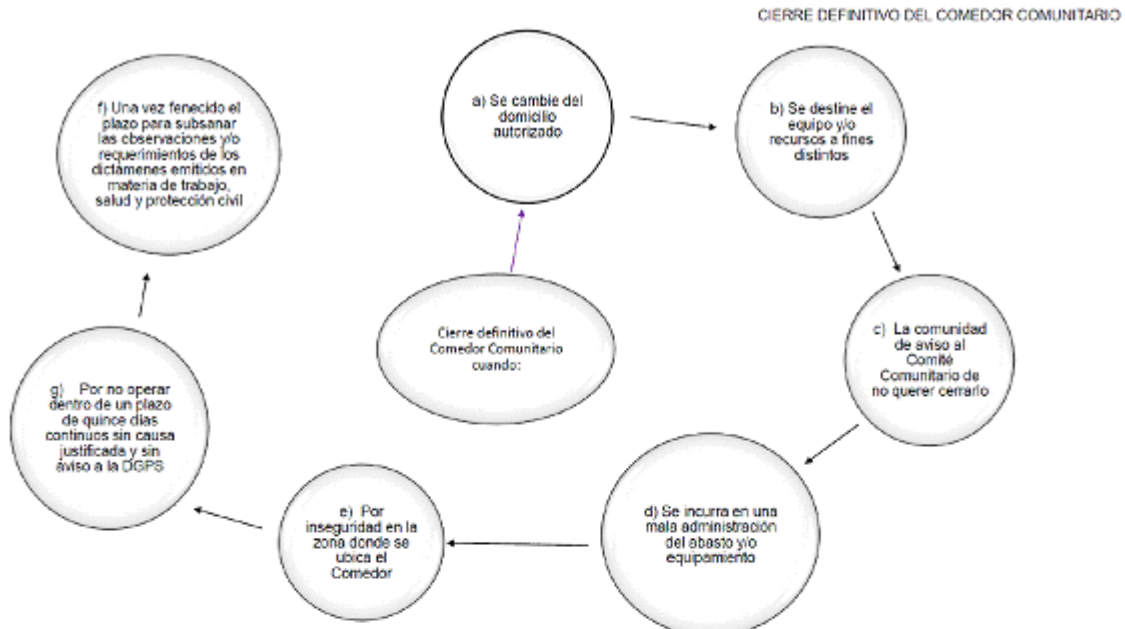 CIERRE DEFINITIVO DEL COMEDOR COMUNITARIO
Cierre definitivo del
Comedor Comunitario
cuando:
a) Se cambie del
domicilio
autorizado
b) Se destine el
equipo y/o
recursos a fines
distintos
c) La comunidad
de aviso al
Comité
Comunitario de
no querer cerrarlo
d) Se incurra en una
mala administración
del abasto y/o
equipamiento
e) Por
inseguridad en la
zona donde se
ubica el
Comedor
g) Por no operar
dentro de un plazo
de quince días
continuos sin causa
justificada y sin
aviso a la DGPS
f) Una vez fenecido el
plazo para subsanar
las observaciones y/o
requerimientos de los
dictámenes emitidos en
materia de trabajo,
salud y protección civil